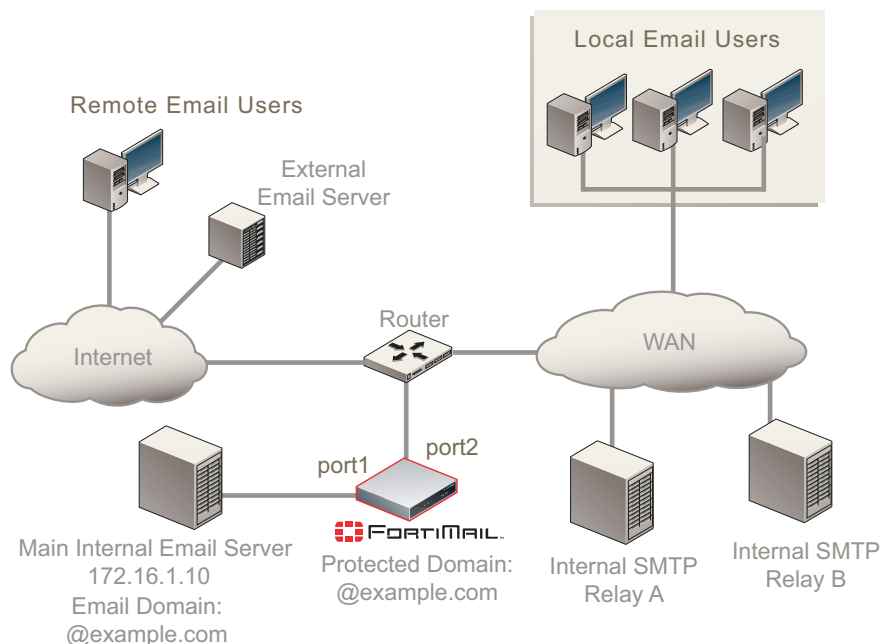 Local Email Users
Remote Email Users
External
Email Server
Router
Internet
WAN
port2
port1
FORTIMAIL
Main Internal Email Server
172.16.1.10
Email Domain:
@example.com
Protected Domain:
@example.com
Internal SMTP
Relay A
Internal SMTP
Relay B